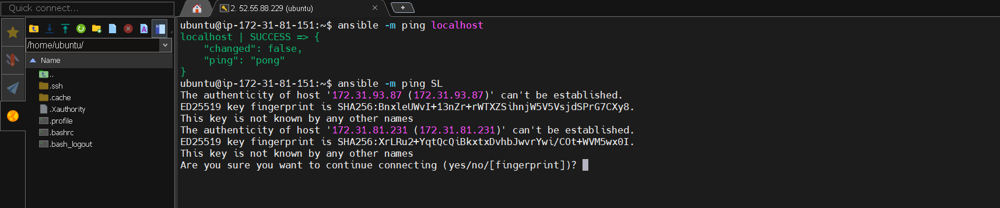 Quick connect...
2. 52.55.88.229 (ubuntu)
/home/ubuntu/
Name
..
.ssh
.cache
.Xauthority
.profile
.bashrc
.bash_logout
ubuntu@ip-172-31-81-151:~$ ansible -m ping localhost
localhost | SUCCESS => {
    "changed": false,
    "ping": "pong"
}
ubuntu@ip-172-31-81-151:~$ ansible -m ping SL
The authenticity of host '172.31.93.87 (172.31.93.87)' can't be established.
ED25519 key fingerprint is SHA256:BnxleUWvI+13nZr+rWTXZSihnjW5V5VsjdSPrG7CXy8.
This key is not known by any other names
The authenticity of host '172.31.81.231 (172.31.81.231)' can't be established.
ED25519 key fingerprint is SHA256:XrLRu2+YqtQcQiBkxtxDvhbJwvrYwi/COt+WVM5wx0I.
This key is not known by any other names
Are you sure you want to continue connecting (yes/no/[fingerprint])?